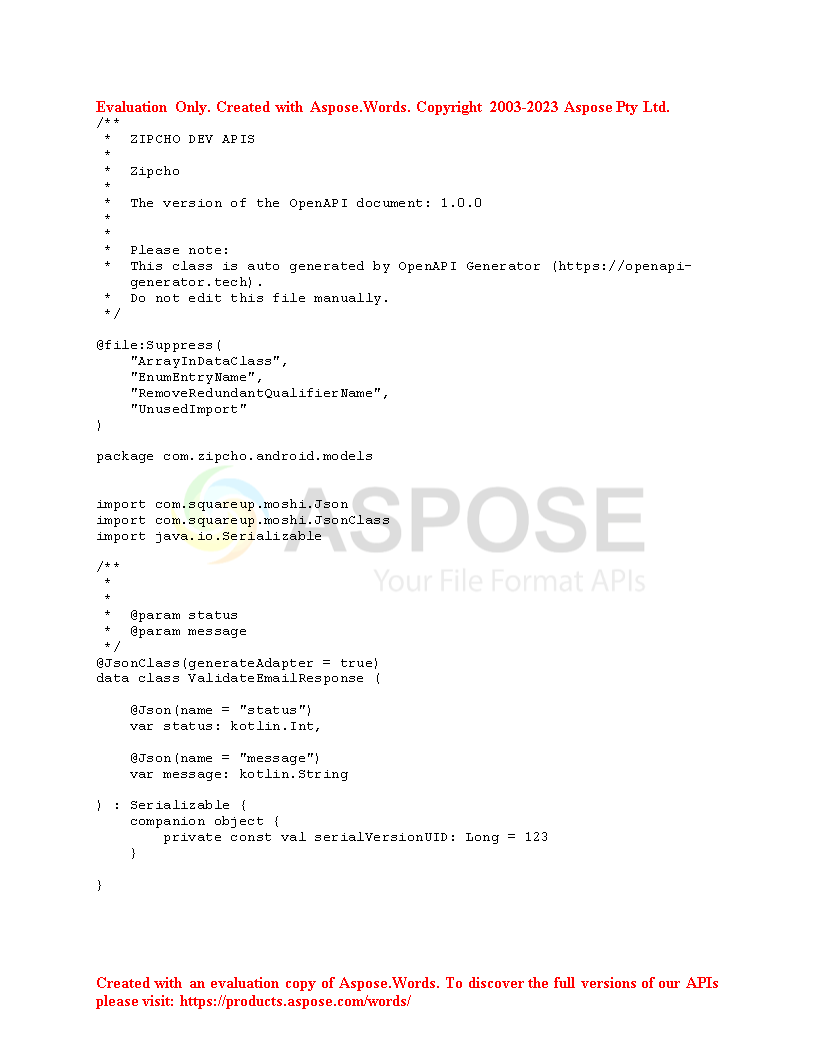 Evaluation Only. Created with Aspose.Words. Copyright 2003-2023 Aspose Pty Ltd.
/**
 *  ZIPCHO DEV APIS
 *
 *  Zipcho
 *
 *  The version of the OpenAPI document: 1.0.0
 *
 *
 *  Please note:
 *  This class is auto generated by OpenAPI Generator (https://openapi-
    generator.tech).
 *  Do not edit this file manually.
 */

@file:Suppress(
    "ArrayInDataClass",
    "EnumEntryName",
    "RemoveRedundantQualifierName",
    "UnusedImport"
)

package com.zipcho.android.models

ASPOSE
Your File Format APIs

import com.squareup.moshi.Json
import com.squareup.moshi.JsonClass
import java.io.Serializable

/**
 *
 *
 *  @param status
 *  @param message
 */
@JsonClass(generateAdapter = true)
data class ValidateEmailResponse (

    @Json(name = "status")
    var status: kotlin.Int,

    @Json(name = "message")
    var message: kotlin.String

) : Serializable {
    companion object {
        private const val serialVersionUID: Long = 123
    }

}

Created with an evaluation copy of Aspose.Words. To discover the full versions of our APIs
please visit: https://products.aspose.com/words/